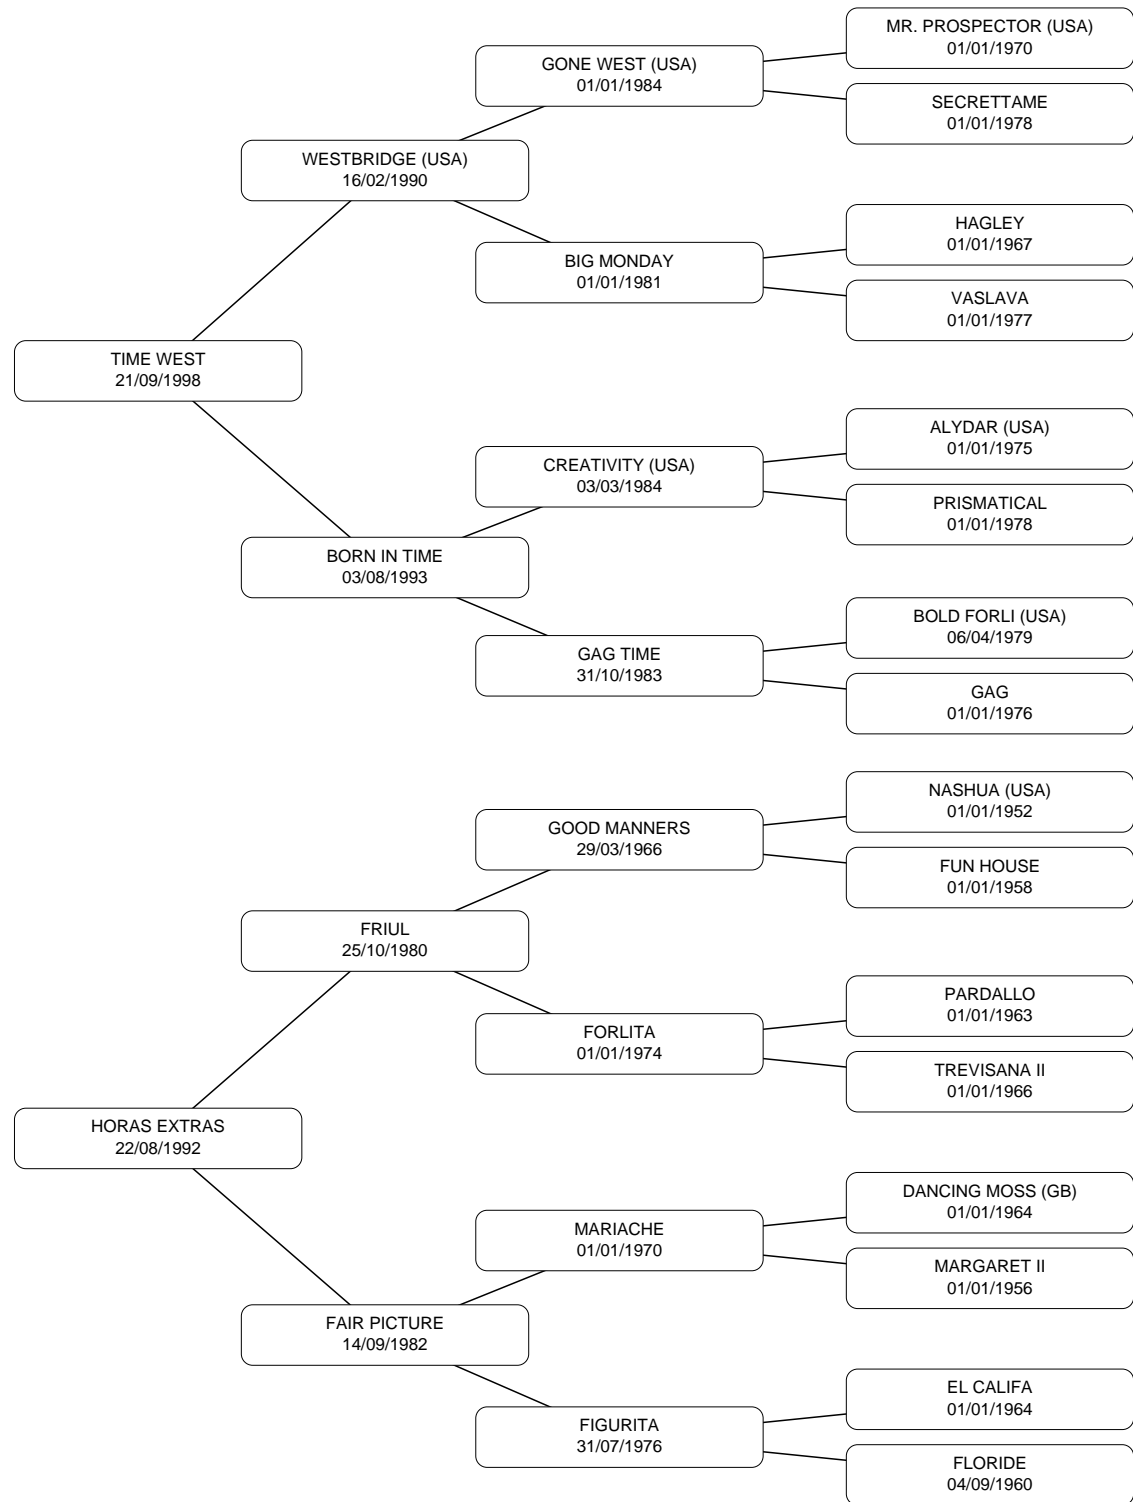 MR. PROSPECTOR (USA)
01/01/1970
GONE WEST (USA)
01/01/1984
SECRETTAME
01/01/1978
WESTBRIDGE (USA)
16/02/1990
HAGLEY
01/01/1967
BIG MONDAY
01/01/1981
VASLAVA
01/01/1977
TIME WEST
21/09/1998
ALYDAR (USA)
01/01/1975
CREATIVITY (USA)
03/03/1984
PRISMATICAL
01/01/1978
BORN IN TIME
03/08/1993
BOLD FORLI (USA)
06/04/1979
GAG TIME
31/10/1983
GAG
01/01/1976
NASHUA (USA)
01/01/1952
GOOD MANNERS
29/03/1966
FUN HOUSE
01/01/1958
FRIUL
25/10/1980
PARDALLO
01/01/1963
FORLITA
01/01/1974
TREVISANA II
01/01/1966
HORAS EXTRAS
22/08/1992
DANCING MOSS (GB)
01/01/1964
MARIACHE
01/01/1970
MARGARET II
01/01/1956
FAIR PICTURE
14/09/1982
EL CALIFA
01/01/1964
FIGURITA
31/07/1976
FLORIDE
04/09/1960